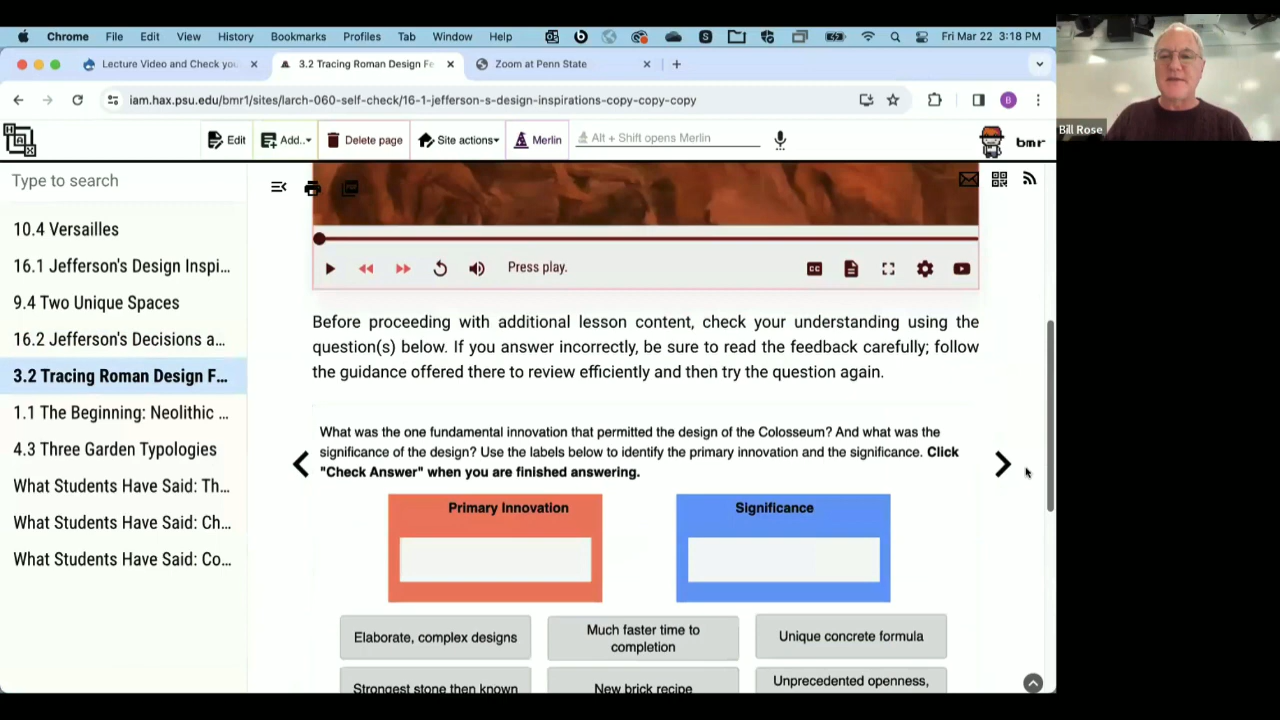 Chrome File Edit View History Bookmarks Profiles Tab Window Help Fri Mar 22 3:18 PM
Lecture Video and Check you 3.2 Tracing Roman Design Fe Zoom at Penn State
iam.hax.psu.edu/bmr1/sites/larch-060-self-check/16-1-jefferson-s-design-inspirations-copy-copy-copy
Bill Rose
Edit Add.. Delete page Site actions Merlin Alt + Shift opens Merlin bmr
Type to search
10.4 Versailles
16.1 Jefferson's Design Inspi...
9.4 Two Unique Spaces
16.2 Jefferson's Decisions a...
3.2 Tracing Roman Design F...
1.1 The Beginning: Neolithic ...
4.3 Three Garden Typologies
What Students Have Said: Th...
What Students Have Said: Ch...
What Students Have Said: Co...
Press play.
CC
Before proceeding with additional lesson content, check your understanding using the
question(s) below. If you answer incorrectly, be sure to read the feedback carefully; follow
the guidance offered there to review efficiently and then try the question again.
What was the one fundamental innovation that permitted the design of the Colosseum? And what was the
significance of the design? Use the labels below to identify the primary innovation and the significance. Click
"Check Answer" when you are finished answering.
Primary Innovation
Significance
Elaborate, complex designs
Much faster time to
completion
Unique concrete formula
Strongest stone then known
New brick recipe
Unprecedented openness,